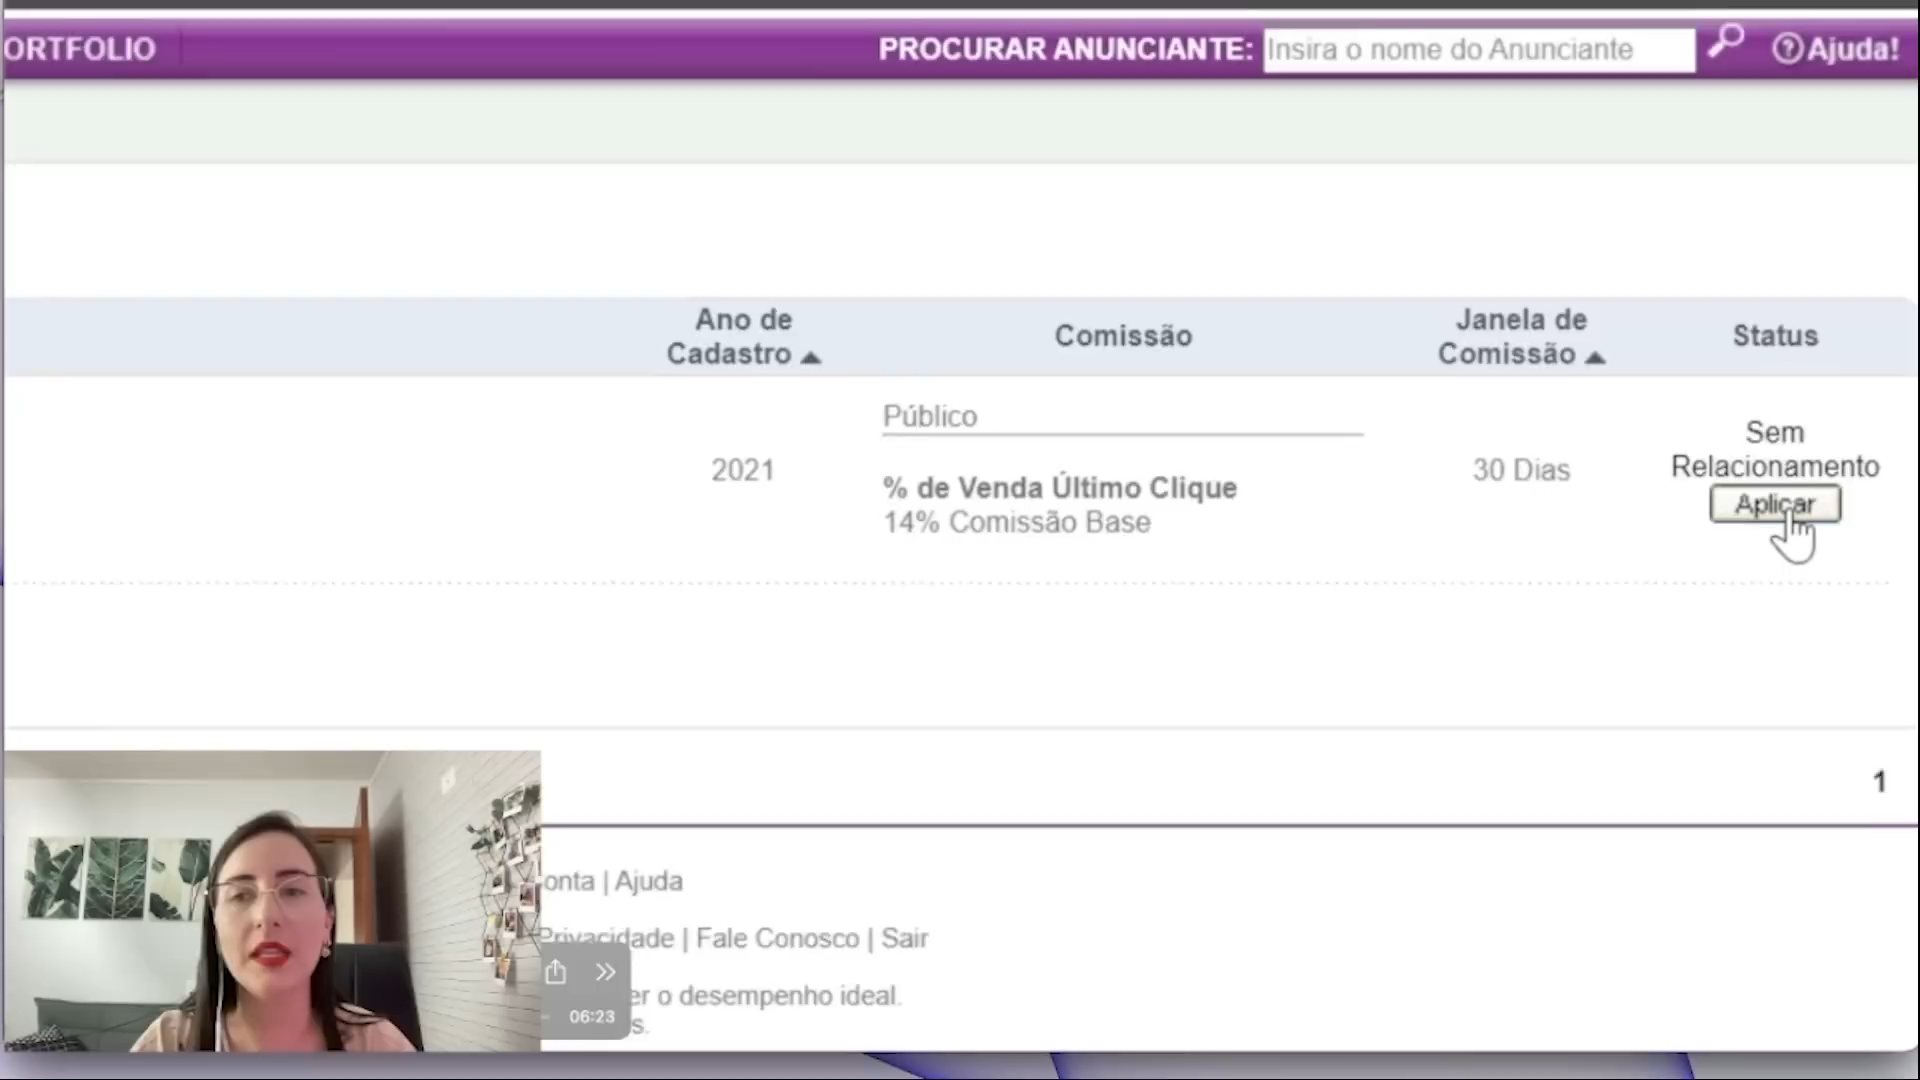 ORTFOLIO
PROCURAR ANUNCIANTE: Insira o nome do Anunciante
Ajuda!
Ano de
Cadastro
Comissão
Janela de
Comissão
Status
2021
Público
% de Venda Último Clique
14% Comissão Base
30 Dias
Sem
Relacionamento
Aplicar
1
onta | Ajuda
Privacidade | Fale Conosco | Sair
er o desempenho ideal.
s.
06:23